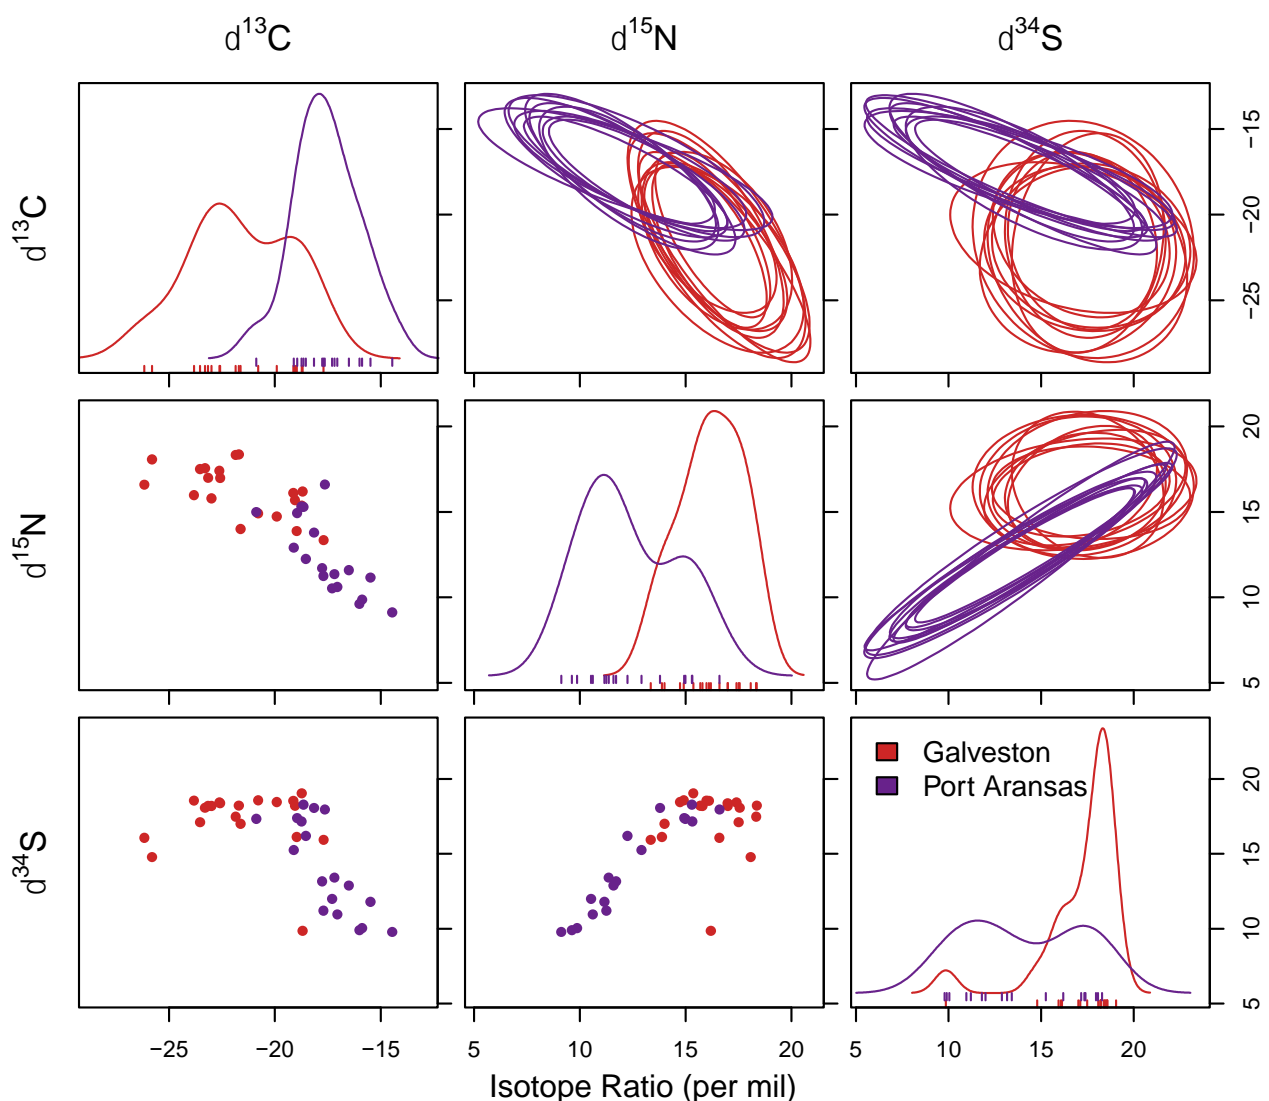 d¹³C d¹⁵N d³⁴S
d¹³C
−15
−20
−25
d¹⁵N
20
15
10
5
d³⁴S
Galveston
Port Aransas
20
15
10
5
−25 −20 −15 5 10 15 20 5 10 15 20
Isotope Ratio (per mil)